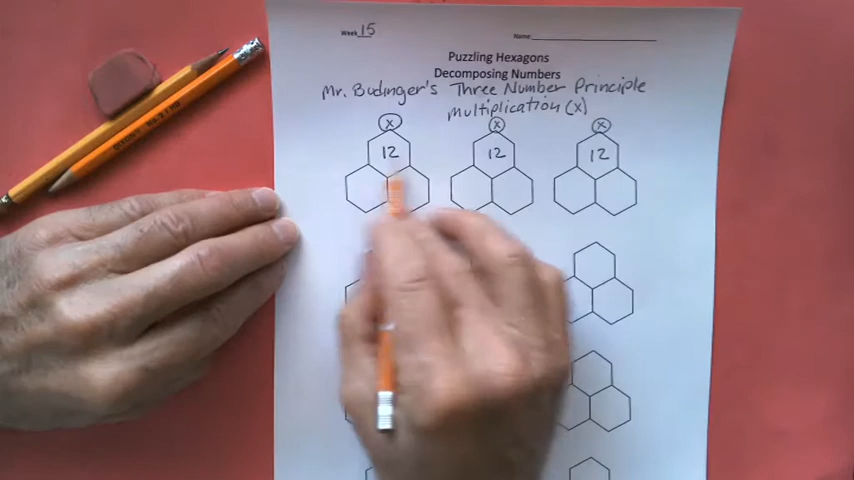 Week 15 Name
Puzzling Hexagons
Decomposing Numbers
Mr. Budinger's Three Number Principle
Multiplication (x)
x x x
12 12 12